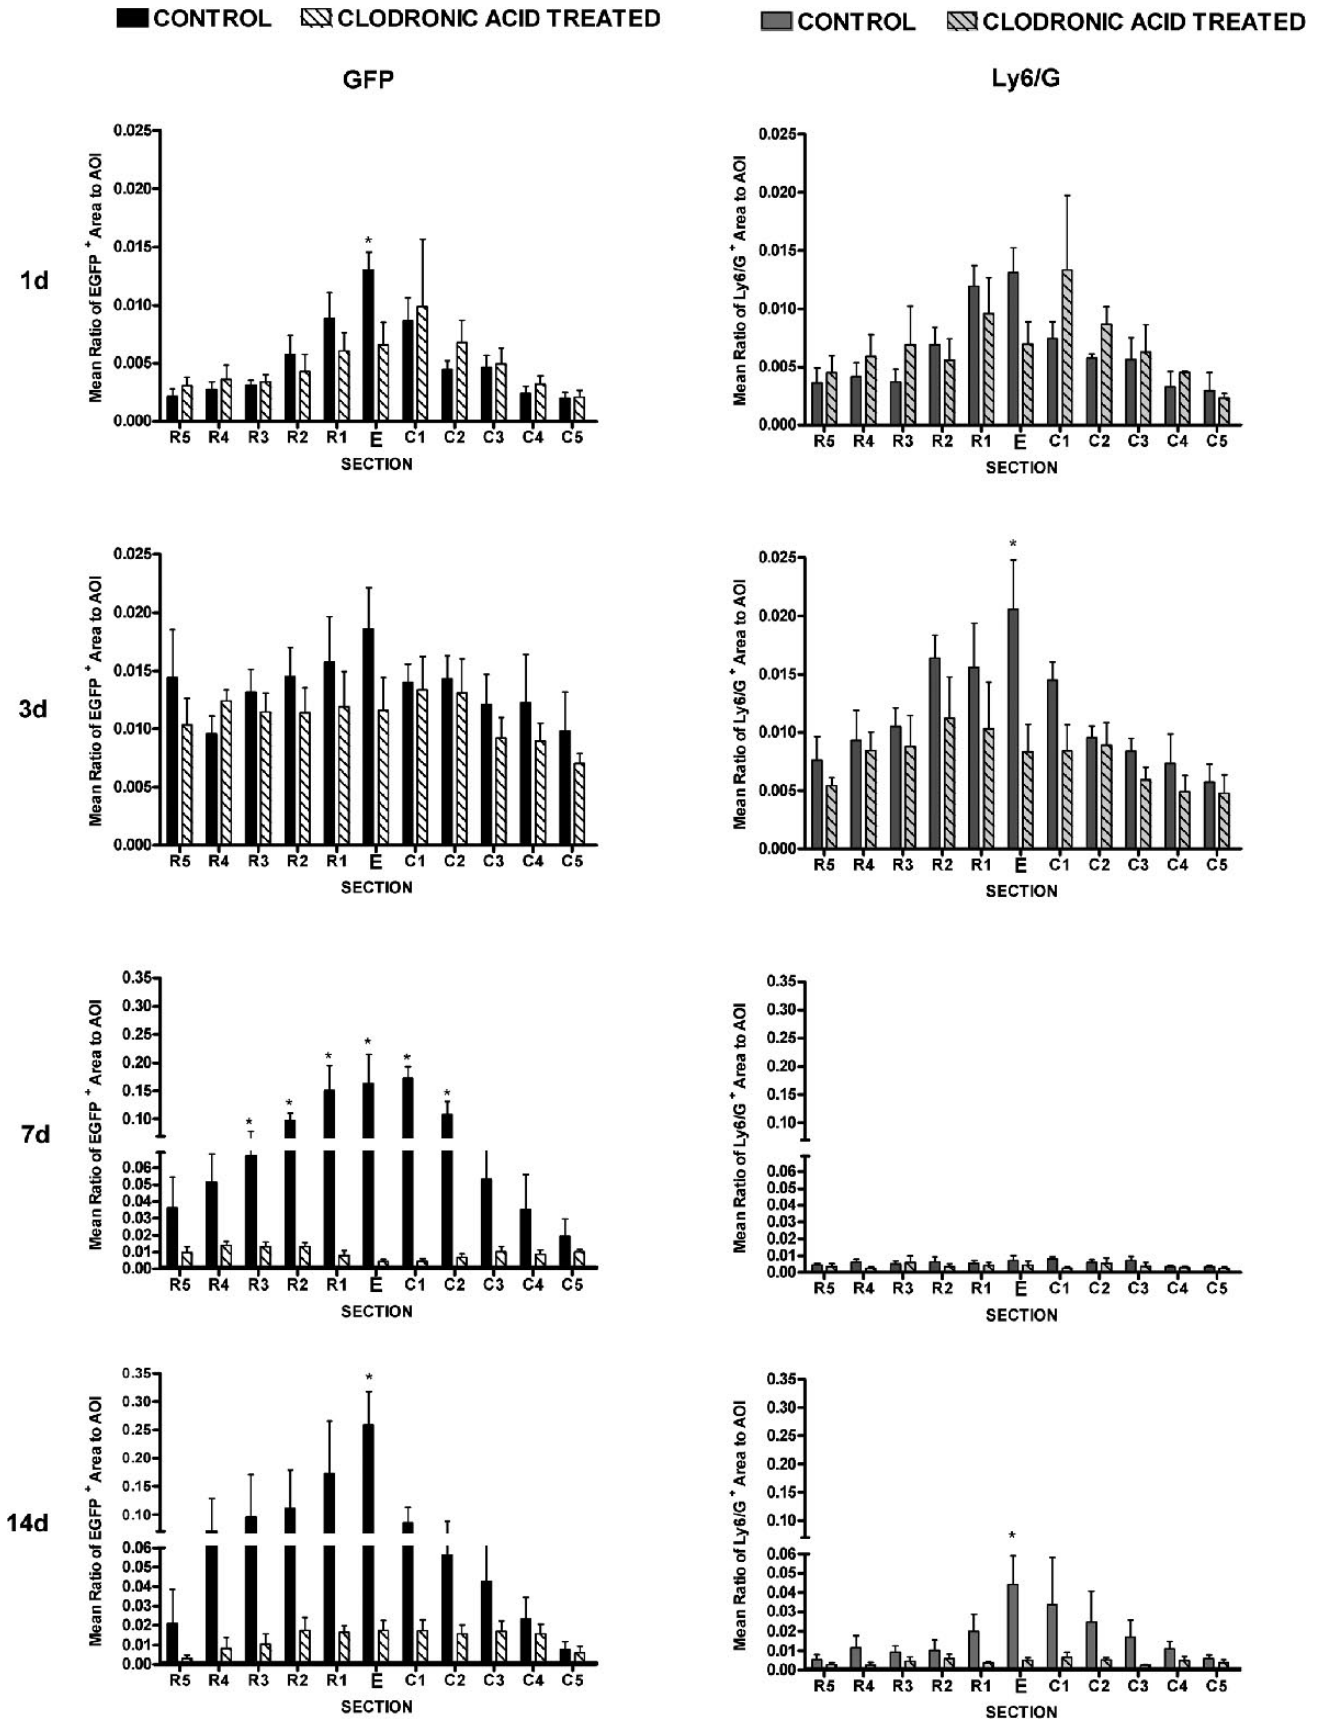 CONTROL CLODRONIC ACID TREATED
CONTROL CLODRONIC ACID TREATED
GFP
Ly6/G
1d
Mean Ratio of EGFP + Area to AOI
0.025
0.020
0.015
0.010
0.005
0.000
*
R5 R4 R3 R2 R1 E C1 C2 C3 C4 C5
SECTION
Mean Ratio of Ly6/G + Area to AOI
0.025
0.020
0.015
0.010
0.005
0.000
R5 R4 R3 R2 R1 E C1 C2 C3 C4 C5
SECTION
3d
Mean Ratio of EGFP + Area to AOI
0.025
0.020
0.015
0.010
0.005
0.000
R5 R4 R3 R2 R1 E C1 C2 C3 C4 C5
SECTION
Mean Ratio of Ly6/G + Area to AOI
0.025
0.020
0.015
0.010
0.005
0.000
*
R5 R4 R3 R2 R1 E C1 C2 C3 C4 C5
SECTION
7d
Mean Ratio of EGFP + Area to AOI
0.35
0.30
0.25
0.20
0.15
0.10
0.06
0.05
0.04
0.03
0.02
0.01
0.00
* * * * * *
R5 R4 R3 R2 R1 E C1 C2 C3 C4 C5
SECTION
Mean Ratio of Ly6/G + Area to AOI
0.35
0.30
0.25
0.20
0.15
0.10
0.06
0.05
0.04
0.03
0.02
0.01
0.00
R5 R4 R3 R2 R1 E C1 C2 C3 C4 C5
SECTION
14d
Mean Ratio of EGFP + Area to AOI
0.35
0.30
0.25
0.20
0.15
0.10
0.06
0.05
0.04
0.03
0.02
0.01
0.00
*
R5 R4 R3 R2 R1 E C1 C2 C3 C4 C5
SECTION
Mean Ratio of Ly6/G + Area to AOI
0.35
0.30
0.25
0.20
0.15
0.10
0.06
0.05
0.04
0.03
0.02
0.01
0.00
*
R5 R4 R3 R2 R1 E C1 C2 C3 C4 C5
SECTION